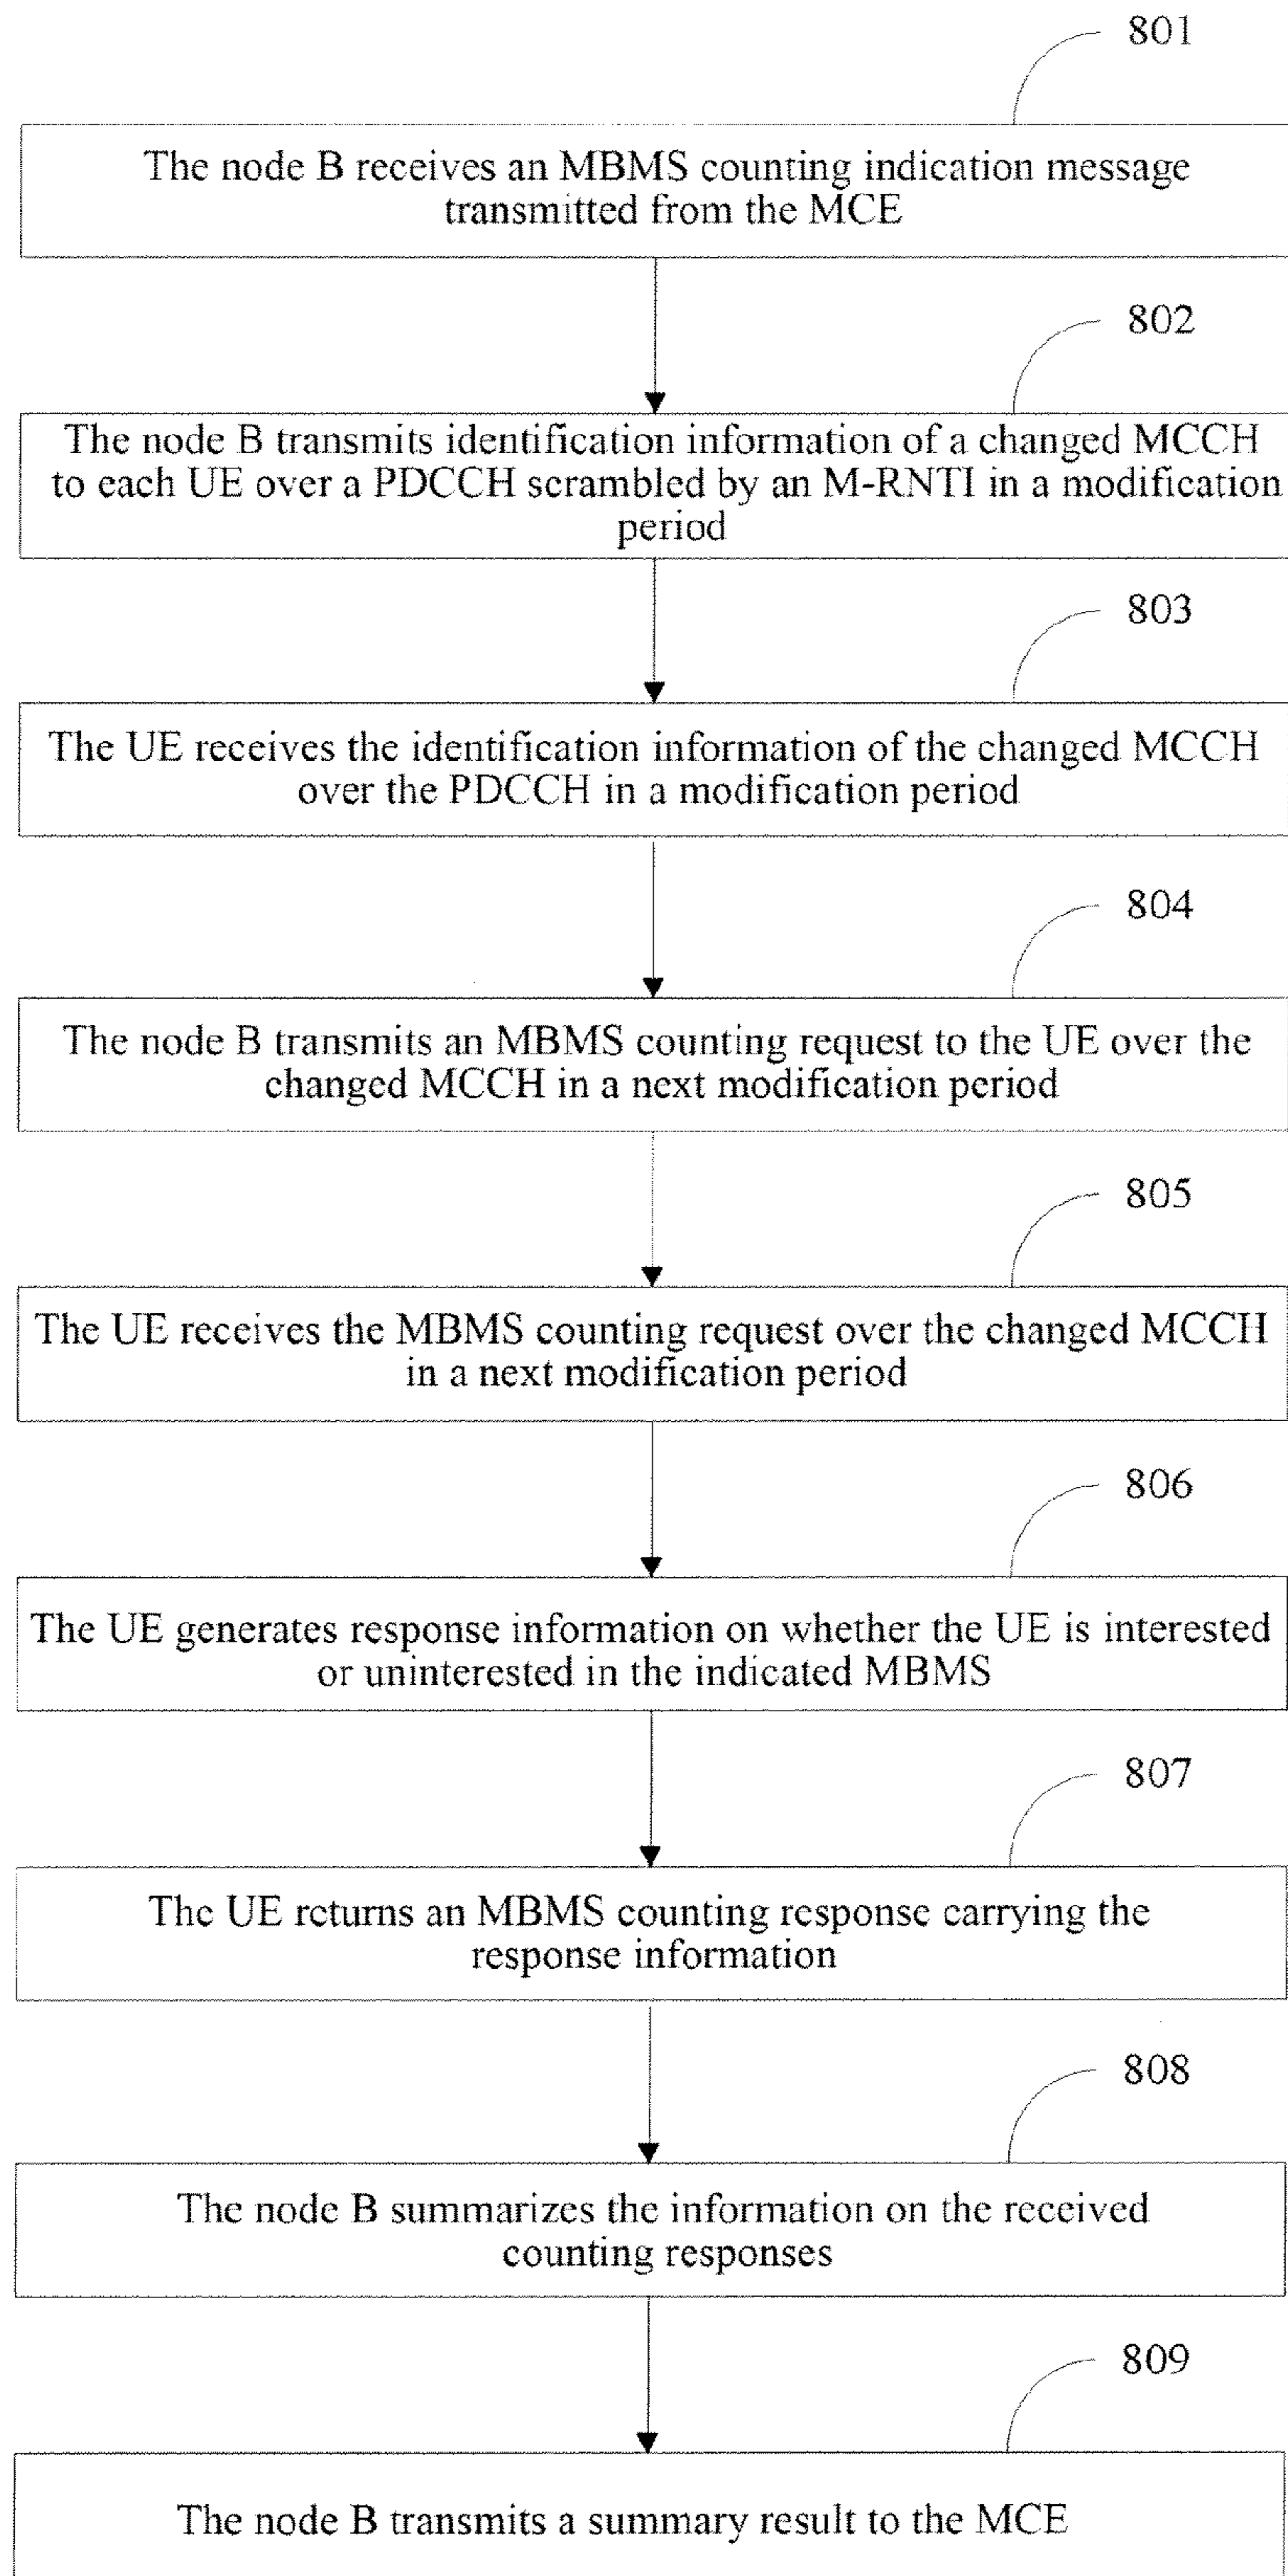 801
The node B receives an MBMS counting indication message
transmitted from the MCE
802
The node B transmits identification information of a changed MCCH
to each UE over a PDCCH scrambled by an M-RNTI in a modification
period
803
The UE receives the identification information of the changed MCCH
over the PDCCH in a modification period
804
The node B transmits an MBMS counting request to the UE over the
changed MCCH in a next modification period
805
The UE receives the MBMS counting request over the changed MCCH
in a next modification period
806
The UE generates response information on whether the UE is interested
or uninterested in the indicated MBMS
807
The UE returns an MBMS counting response carrying the
response information
808
The node B summarizes the information on the received
counting responses
809
The node B transmits a summary result to the MCE